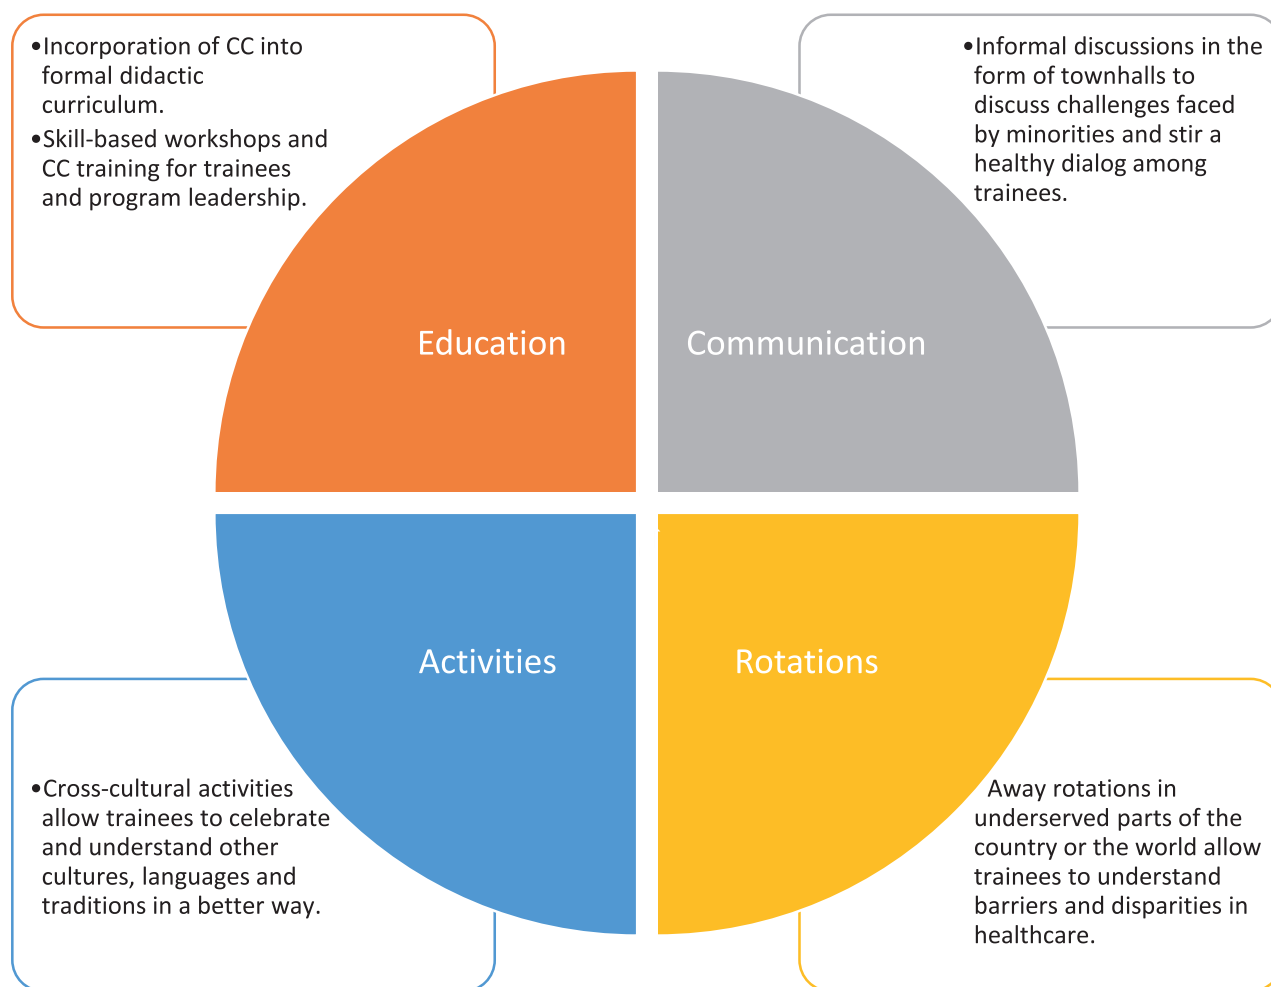 •Incorporation of CC into
formal didactic
curriculum.
•Skill-based workshops and
CC training for trainees
and program leadership.
•Informal discussions in the
form of townhalls to
discuss challenges faced
by minorities and stir a
healthy dialog among
trainees.
Education
Communication
Activities
Rotations
•Cross-cultural activities
allow trainees to celebrate
and understand other
cultures, languages and
traditions in a better way.
Away rotations in
underserved parts of the
country or the world allow
trainees to understand
barriers and disparities in
healthcare.